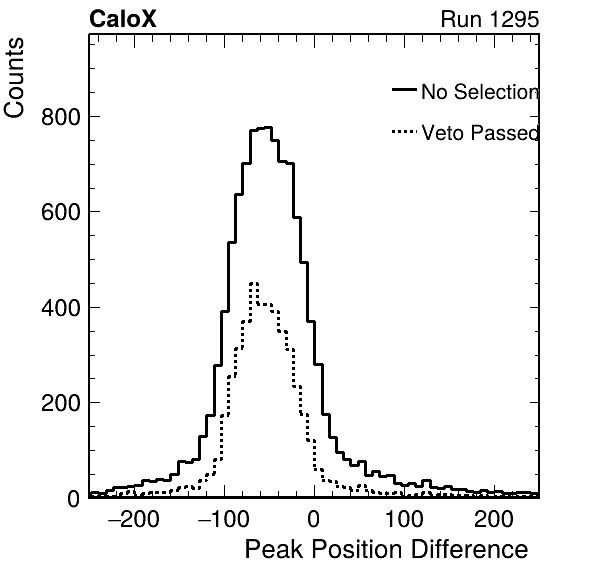 CaloX Run 1295
Counts
No Selection
Veto Passed
800
600
400
200
0
−200 −100 0 100 200
Peak Position Difference